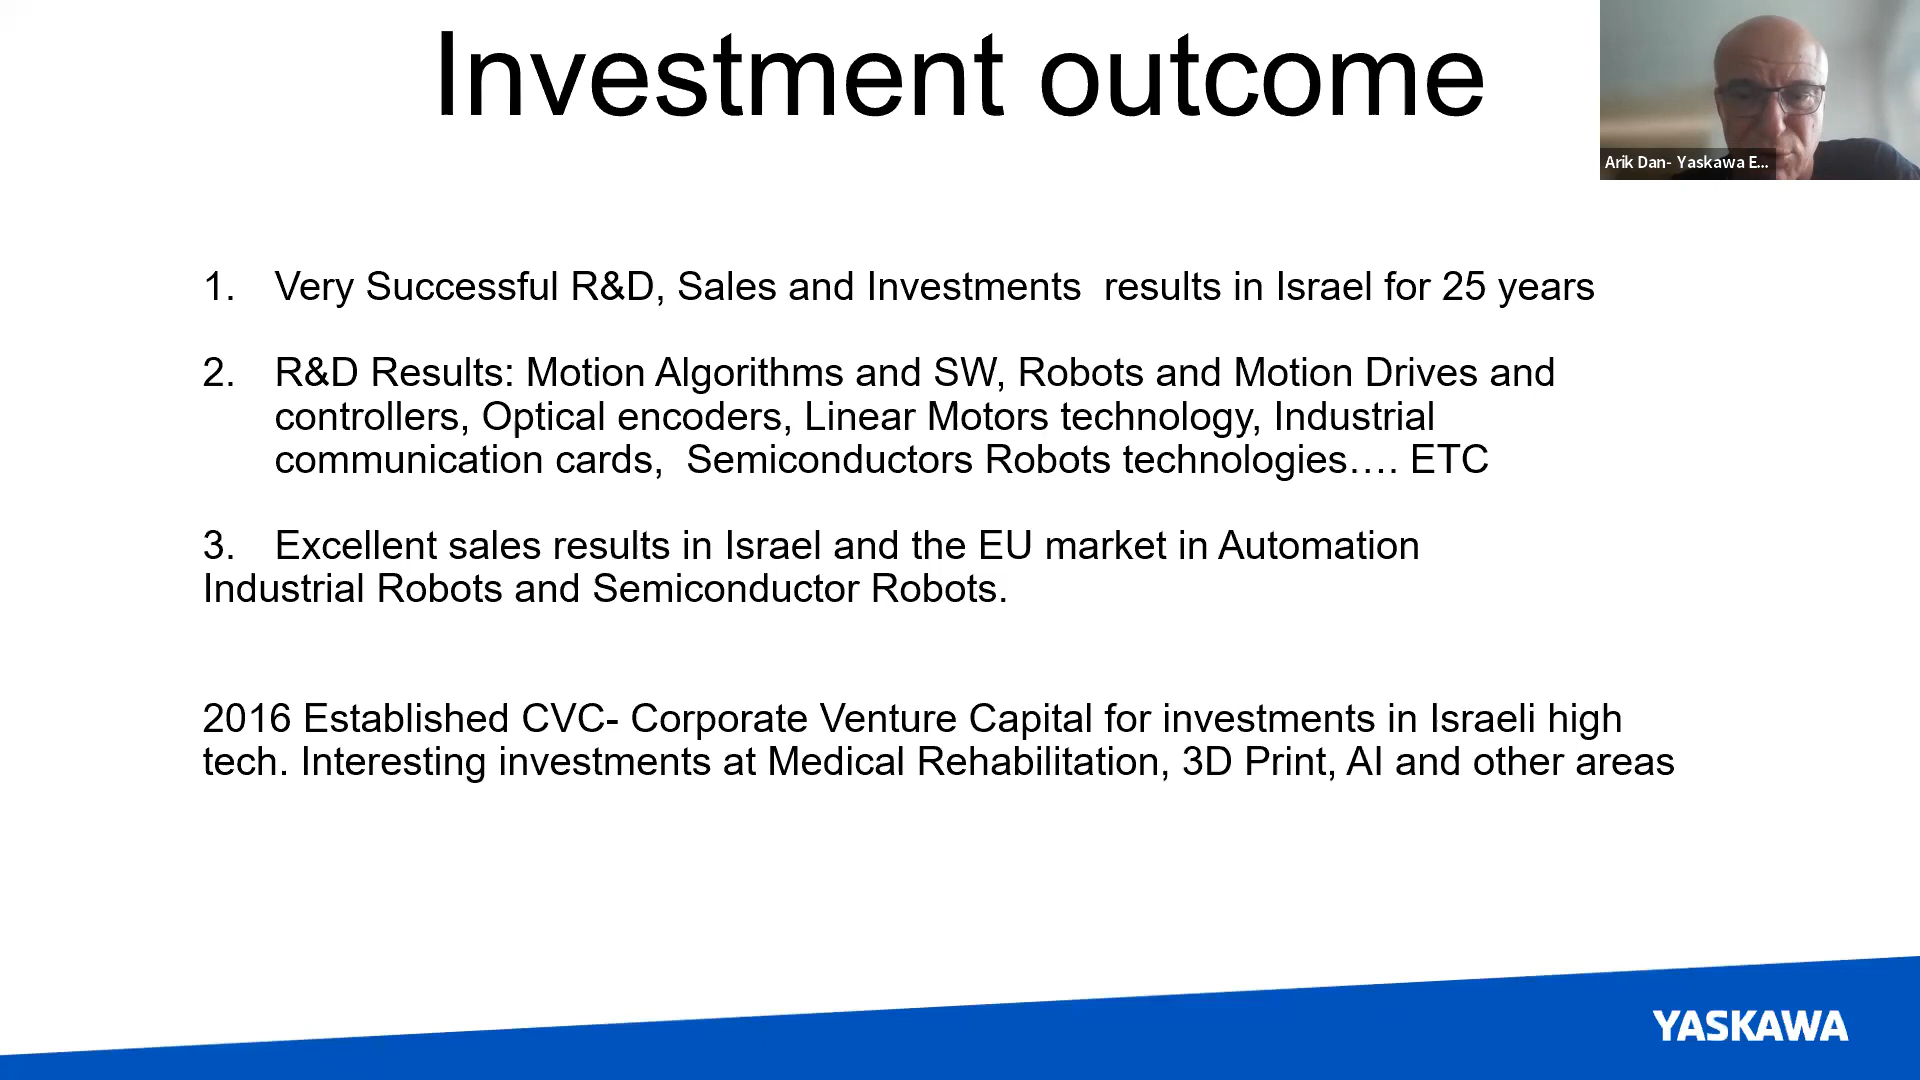 Investment outcome
Arik Dan- Yaskawa E...
1. Very Successful R&D, Sales and Investments  results in Israel for 25 years
2. R&D Results: Motion Algorithms and SW, Robots and Motion Drives and
controllers, Optical encoders, Linear Motors technology, Industrial
communication cards,  Semiconductors Robots technologies…. ETC
3. Excellent sales results in Israel and the EU market in Automation
Industrial Robots and Semiconductor Robots.
2016 Established CVC- Corporate Venture Capital for investments in Israeli high
tech. Interesting investments at Medical Rehabilitation, 3D Print, AI and other areas
YASKAWA